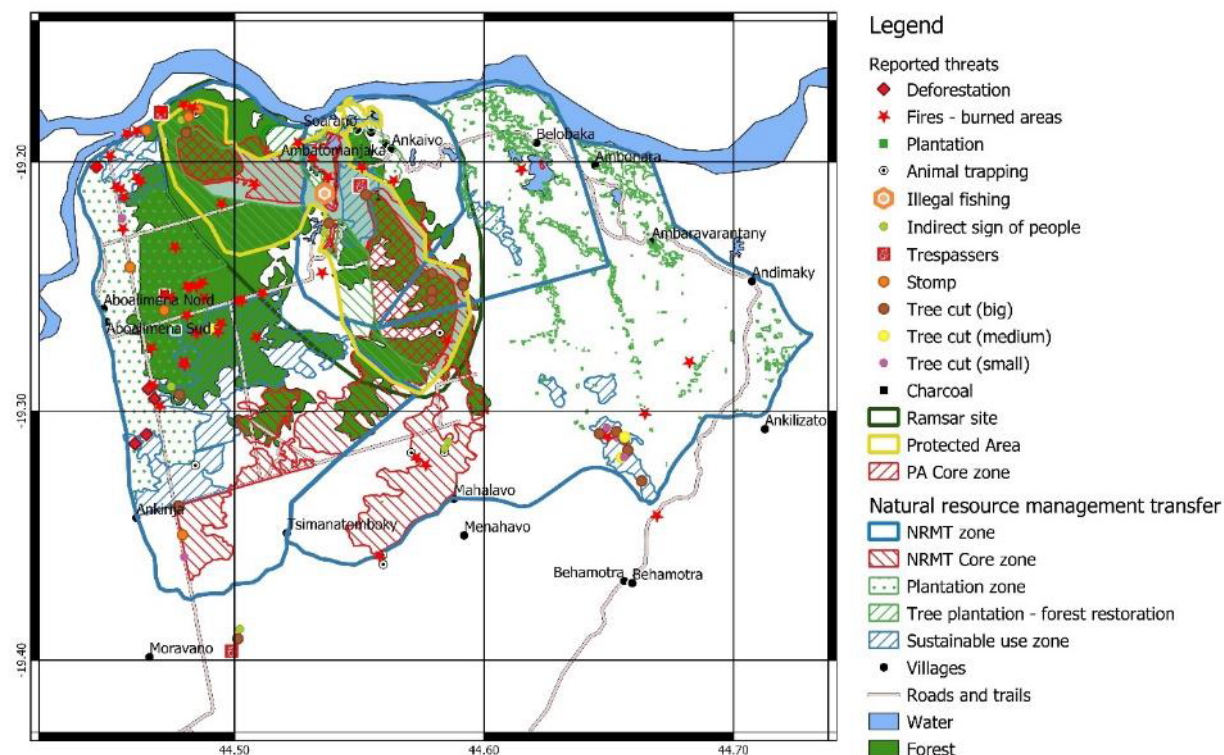 Legend
Reported threats
Deforestation
Fires - burned areas
Plantation
Animal trapping
Illegal fishing
Indirect sign of people
Trespassers
Stomp
Tree cut (big)
Tree cut (medium)
Tree cut (small)
Charcoal
Ramsar site
Protected Area
PA Core zone
Natural resource management transfer
NRMT zone
NRMT Core zone
Plantation zone
Tree plantation - forest restoration
Sustainable use zone
Villages
Roads and trails
Water
Forest
Soarano
Ankaivo
Belobaka
Ambatomanjaka
Ambonara
Ambaravarantany
Andimaky
Aboalimena Nord
Aboalimena Sud
Ankilizato
Mahalavo
Tsimanatomboky
Menahavo
Behamotra
Behamotra
Moravano
-19.20
-19.30
-19.40
44.50
44.60
44.70